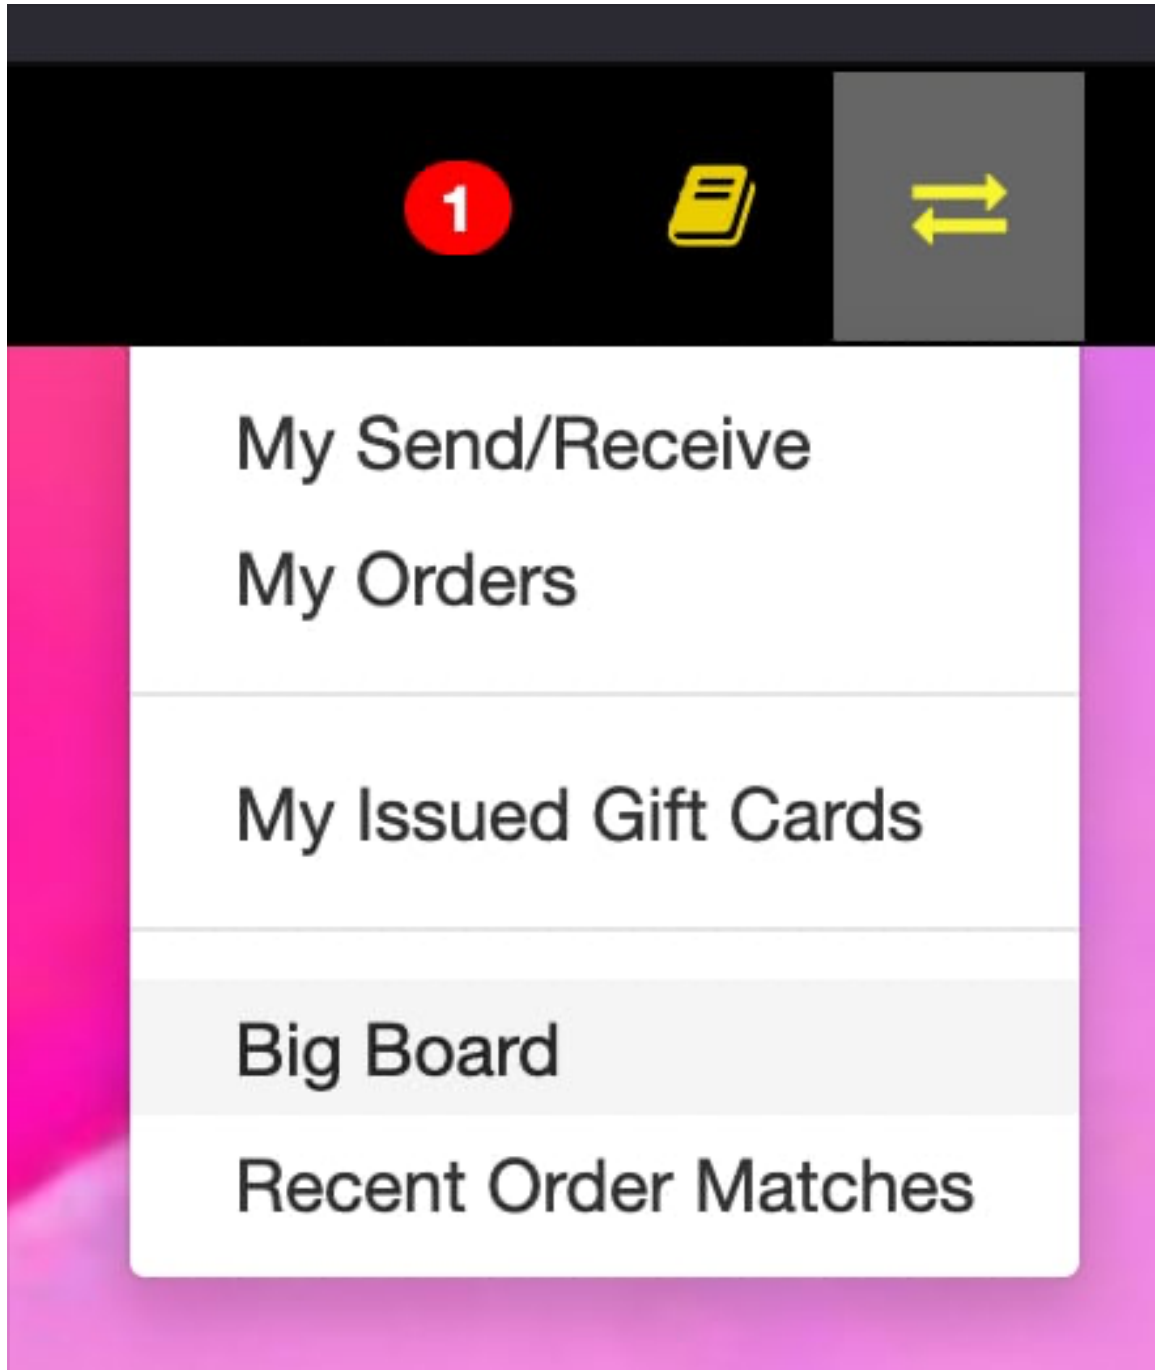 1
My Send/Receive
My Orders
My Issued Gift Cards
Big Board
Recent Order Matches